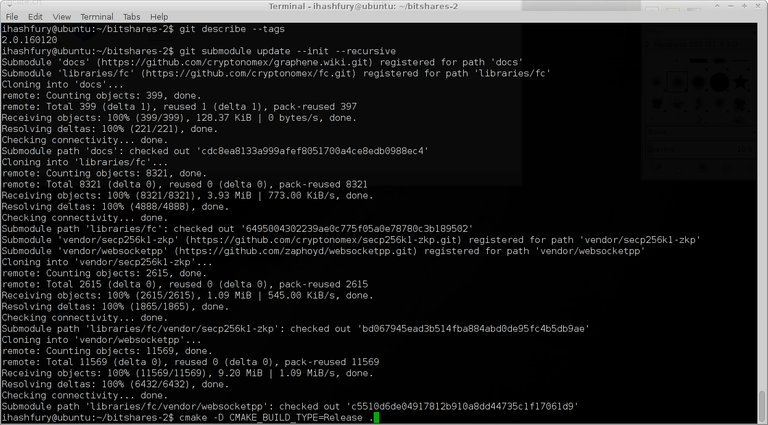 Terminal - ihashfury@ubuntu: ~/bitshares-2
File Edit View Terminal Tabs Help
ihashfury@ubuntu:~/bitshares-2$ git describe --tags
2.0.160120
ihashfury@ubuntu:~/bitshares-2$ git submodule update --init --recursive
Submodule 'docs' (https://github.com/cryptonomex/graphene.wiki.git) registered for path 'docs'
Submodule 'libraries/fc' (https://github.com/cryptonomex/fc.git) registered for path 'libraries/fc'
Cloning into 'docs'...
remote: Counting objects: 399, done.
remote: Total 399 (delta 1), reused 1 (delta 1), pack-reused 397
Receiving objects: 100% (399/399), 128.37 KiB | 0 bytes/s, done.
Resolving deltas: 100% (221/221), done.
Checking connectivity... done.
Submodule path 'docs': checked out 'cdc8ea8133a999afef8051700a4ce8edb0988ec4'
Cloning into 'libraries/fc'...
remote: Counting objects: 8321, done.
remote: Total 8321 (delta 0), reused 0 (delta 0), pack-reused 8321
Receiving objects: 100% (8321/8321), 3.93 MiB | 773.00 KiB/s, done.
Resolving deltas: 100% (4888/4888), done.
Checking connectivity... done.
Submodule path 'libraries/fc': checked out '6495004302239ae0c775f05a0e78780c3b189502'
Submodule 'vendor/secp256k1-zkp' (https://github.com/cryptonomex/secp256k1-zkp.git) registered for path 'vendor/secp256k1-zkp'
Submodule 'vendor/websocketpp' (https://github.com/zaphoyd/websocketpp.git) registered for path 'vendor/websocketpp'
Cloning into 'vendor/secp256k1-zkp'...
remote: Counting objects: 2615, done.
remote: Total 2615 (delta 0), reused 0 (delta 0), pack-reused 2615
Receiving objects: 100% (2615/2615), 1.09 MiB | 545.00 KiB/s, done.
Resolving deltas: 100% (1865/1865), done.
Checking connectivity... done.
Submodule path 'libraries/fc/vendor/secp256k1-zkp': checked out 'bd067945ead3b514fba884abd0de95fc4b5db9ae'
Cloning into 'vendor/websocketpp'...
remote: Counting objects: 11569, done.
remote: Total 11569 (delta 0), reused 0 (delta 0), pack-reused 11569
Receiving objects: 100% (11569/11569), 9.20 MiB | 1.09 MiB/s, done.
Resolving deltas: 100% (6432/6432), done.
Checking connectivity... done.
Submodule path 'libraries/fc/vendor/websocketpp': checked out 'c5510d6de04917812b910a8dd44735c1f17061d9'
ihashfury@ubuntu:~/bitshares-2$ cmake -D CMAKE_BUILD_TYPE=Release .